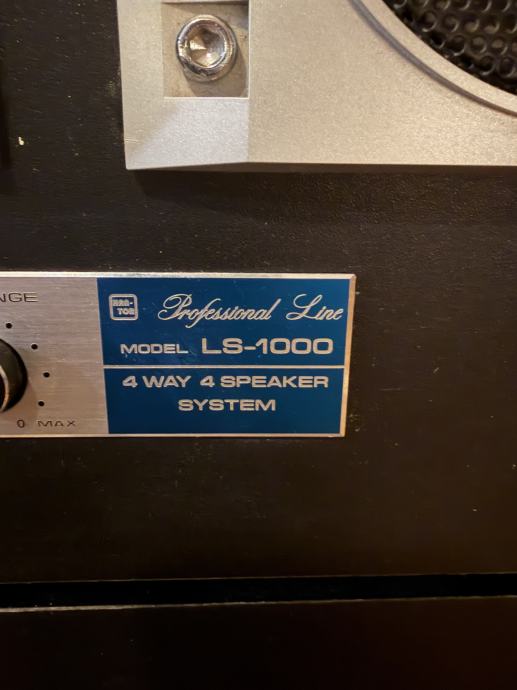 NGE
Professional Line
MODEL LS-1000
4 WAY 4 SPEAKER
SYSTEM
0 MAX